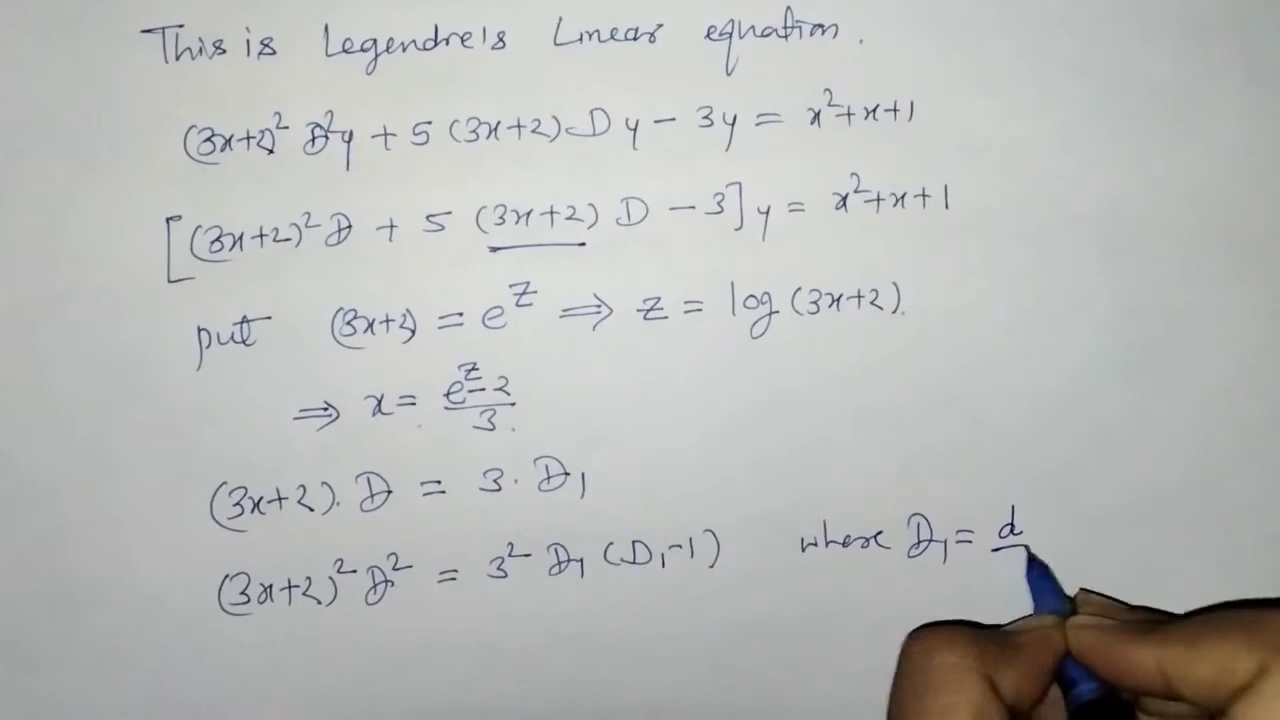 This is Legendre's Linear equation.
(3x+2)² D²y + 5 (3x+2) D y − 3y = x²+x+1
[(3x+2)² D + 5 (3x+2) D − 3] y = x²+x+1
put (3x+2) = e^z ⟹ z = log (3x+2).
⟹ x = (e^z − 2)/3.
(3x+2). D = 3. D₁
(3x+2)² D² = 3² D₁ (D₁−1) where D₁ = d